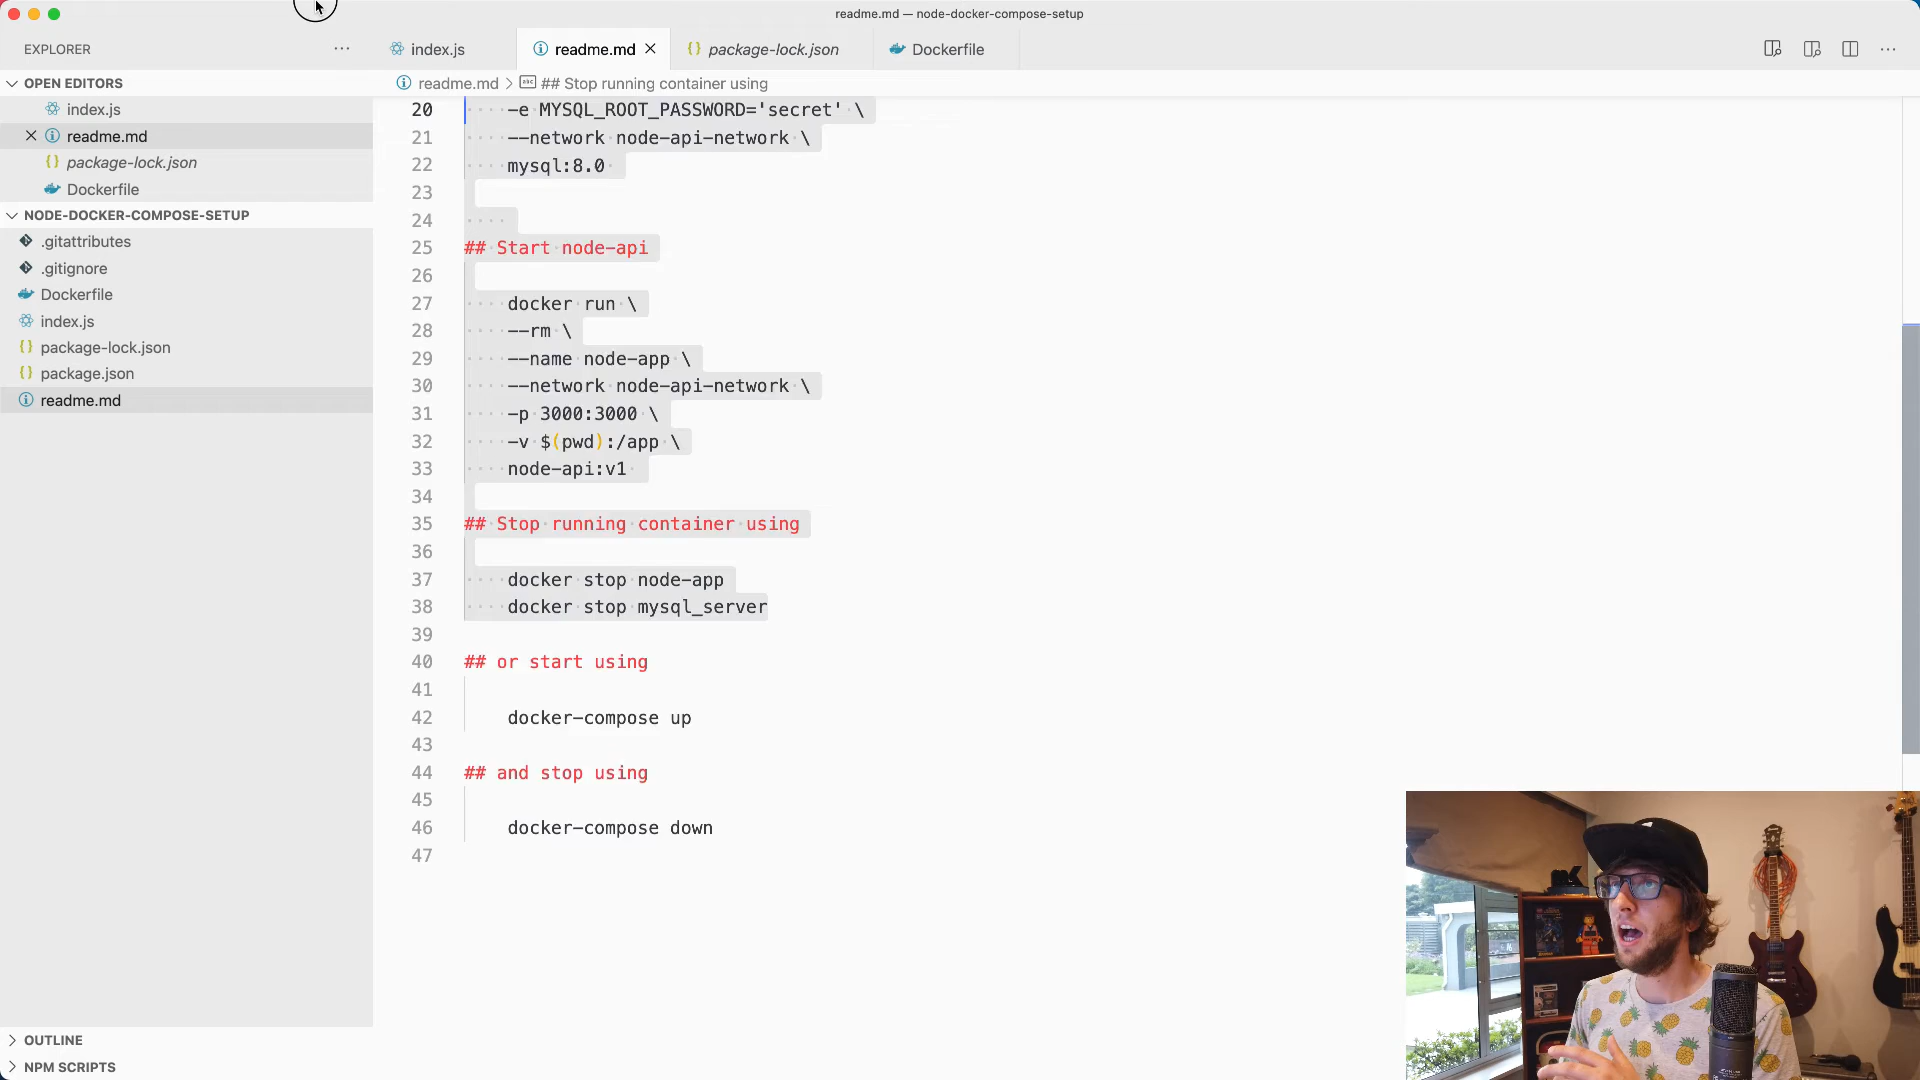 readme.md — node-docker-compose-setup
EXPLORER
index.js
readme.md
package-lock.json
Dockerfile
OPEN EDITORS
index.js
readme.md
package-lock.json
Dockerfile
NODE-DOCKER-COMPOSE-SETUP
.gitattributes
.gitignore
Dockerfile
index.js
package-lock.json
package.json
readme.md
OUTLINE
NPM SCRIPTS
readme.md > ## Stop running container using
20 -e MYSQL_ROOT_PASSWORD='secret' \
21 --network node-api-network \
22 mysql:8.0
23
24
25 ## Start node-api
26
27 docker run \
28 --rm \
29 --name node-app \
30 --network node-api-network \
31 -p 3000:3000 \
32 -v $(pwd):/app \
33 node-api:v1
34
35 ## Stop running container using
36
37 docker stop node-app
38 docker stop mysql_server
39
40 ## or start using
41
42 docker-compose up
43
44 ## and stop using
45
46 docker-compose down
47